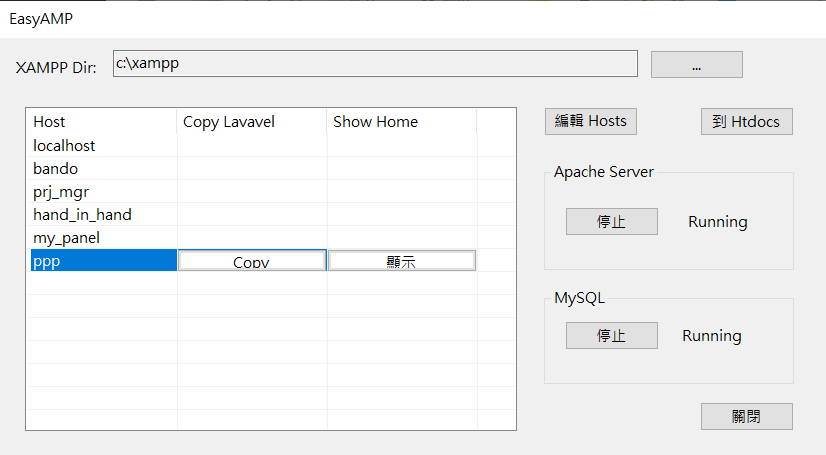 EasyAMP
XAMPP Dir: c:\xampp ...
Host Copy Lavavel Show Home
localhost
bando
prj_mgr
hand_in_hand
my_panel
ppp Copy 顯示
編輯 Hosts 到 Htdocs
Apache Server
停止 Running
MySQL
停止 Running
關閉